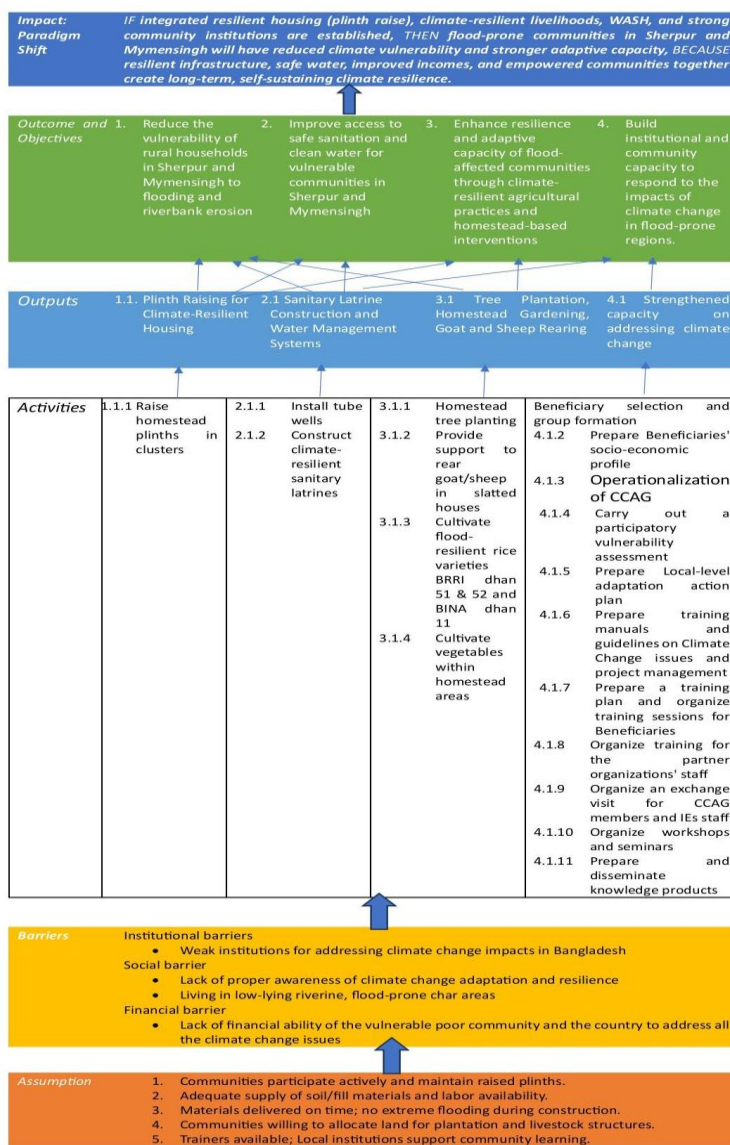 Impact:
Paradigm
Shift
IF integrated resilient housing (plinth raise), climate-resilient livelihoods, WASH, and strong
community institutions are established, THEN flood-prone communities in Sherpur and
Mymensingh will have reduced climate vulnerability and stronger adaptive capacity, BECAUSE
resilient infrastructure, safe water, improved incomes, and empowered communities together
create long-term, self-sustaining climate resilience.
Outcome and
Objectives
1. Reduce the
vulnerability of
rural households
in Sherpur and
Mymensingh to
flooding and
riverbank erosion
2. Improve access to
safe sanitation and
clean water for
vulnerable
communities in
Sherpur and
Mymensingh
3. Enhance resilience
and adaptive
capacity of flood-
affected communities
through climate-
resilient agricultural
practices and
homestead-based
interventions
4. Build
institutional and
community
capacity to
respond to the
impacts of
climate change
in flood-prone
regions.
Outputs
1.1. Plinth Raising for
Climate-Resilient
Housing
2.1 Sanitary Latrine
Construction and
Water Management
Systems
3.1 Tree Plantation,
Homestead Gardening,
Goat and Sheep Rearing
4.1 Strengthened
capacity on
addressing climate
change
Activities
1.1.1 Raise
homestead
plinths in
clusters
2.1.1 Install tube
wells
2.1.2 Construct
climate-
resilient
sanitary
latrines
3.1.1 Homestead
tree planting
3.1.2 Provide
support to
rear
goat/sheep
in slatted
houses
3.1.3 Cultivate
flood-
resilient rice
varieties
BRRI dhan
51 & 52 and
BINA dhan
11
3.1.4 Cultivate
vegetables
within
homestead
areas
Beneficiary selection and
group formation
4.1.2 Prepare Beneficiaries'
socio-economic
profile
4.1.3 Operationalization
of CCAG
4.1.4 Carry out a
participatory
vulnerability
assessment
4.1.5 Prepare Local-level
adaptation action
plan
4.1.6 Prepare training
manuals and
guidelines on Climate
Change issues and
project management
4.1.7 Prepare a training
plan and organize
training sessions for
Beneficiaries
4.1.8 Organize training for
the partner
organizations' staff
4.1.9 Organize an exchange
visit for CCAG
members and IEs staff
4.1.10 Organize workshops
and seminars
4.1.11 Prepare and
disseminate
knowledge products
Barriers
Institutional barriers
• Weak institutions for addressing climate change impacts in Bangladesh
Social barrier
• Lack of proper awareness of climate change adaptation and resilience
• Living in low-lying riverine, flood-prone char areas
Financial barrier
• Lack of financial ability of the vulnerable poor community and the country to address all
the climate change issues
Assumption
1. Communities participate actively and maintain raised plinths.
2. Adequate supply of soil/fill materials and labor availability.
3. Materials delivered on time; no extreme flooding during construction.
4. Communities willing to allocate land for plantation and livestock structures.
5. Trainers available; Local institutions support community learning.